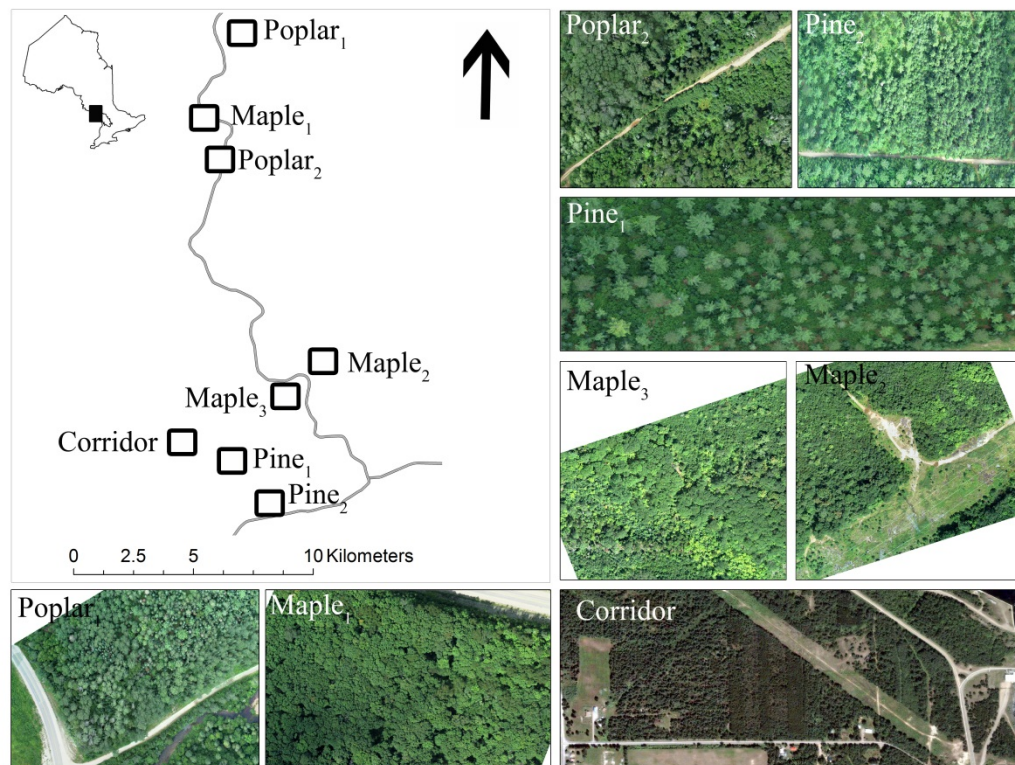 Poplar₁
Maple₁
Poplar₂
Maple₂
Maple₃
Corridor
Pine₁
Pine₂
0 2.5 5 10 Kilometers
Poplar₂
Pine₂
Pine₁
Maple₃
Maple₂
Poplar₁
Maple₁
Corridor